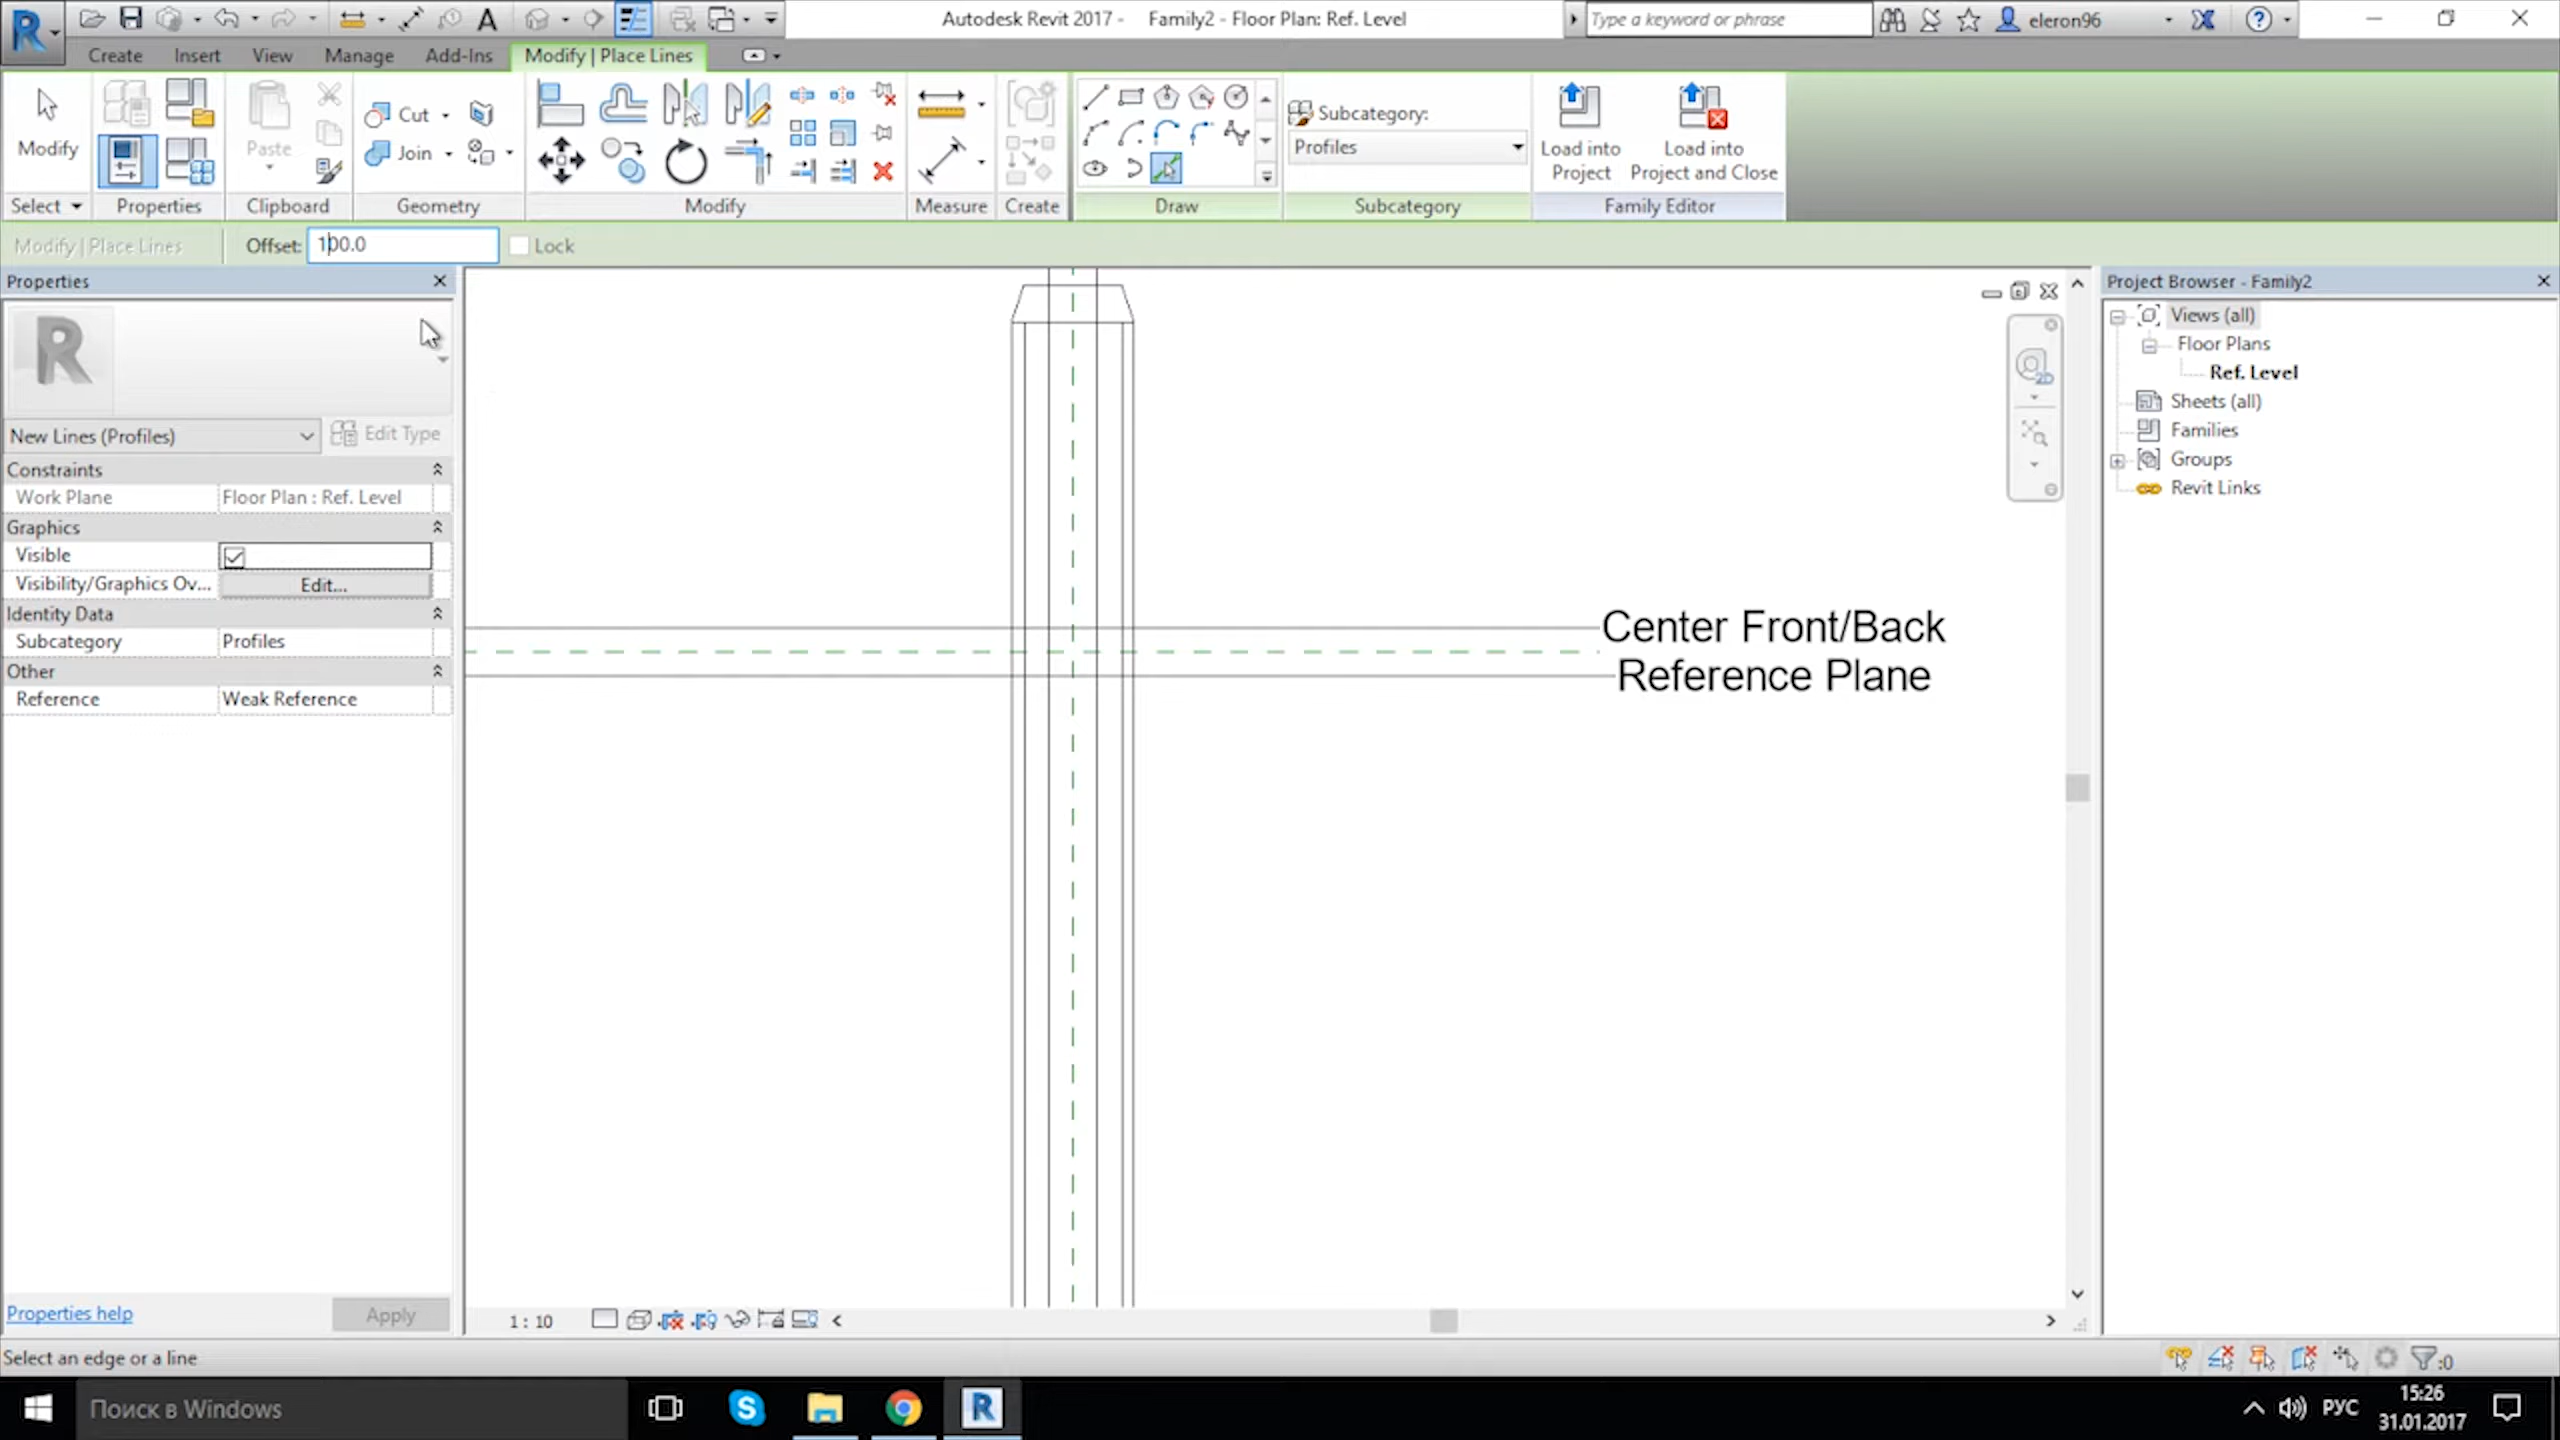 Autodesk Revit 2017 - Family2 - Floor Plan: Ref. Level
Type a keyword or phrase
eleron96
Create Insert View Manage Add-Ins Modify | Place Lines
Modify
Paste
Cut
Join
Subcategory:
Profiles
Load into Project
Load into Project and Close
Select Properties Clipboard Geometry Modify Measure Create Draw Subcategory Family Editor
Modify | Place Lines Offset: 100.0 Lock
Properties
New Lines (Profiles) Edit Type
Constraints
Work Plane Floor Plan : Ref. Level
Graphics
Visible
Visibility/Graphics Ov... Edit...
Identity Data
Subcategory Profiles
Other
Reference Weak Reference
Properties help Apply
Center Front/Back
Reference Plane
1 : 10
Project Browser - Family2
Views (all)
Floor Plans
Ref. Level
Sheets (all)
Families
Groups
Revit Links
Select an edge or a line
:0
Поиск в Windows
РУС
15:26
31.01.2017